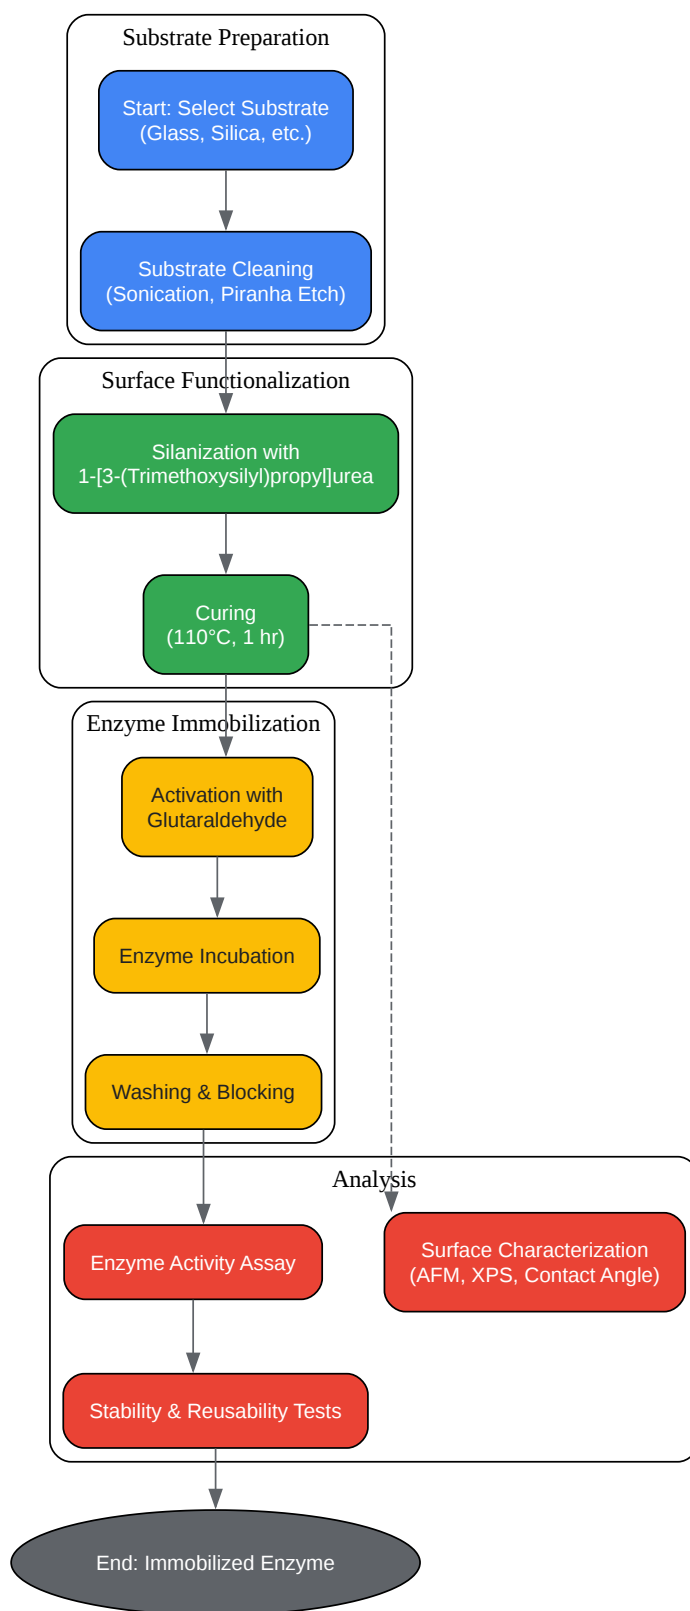 Substrate Preparation
Start: Select Substrate
(Glass, Silica, etc.)
Substrate Cleaning
(Sonication, Piranha Etch)
Surface Functionalization
Silanization with
1-[3-(Trimethoxysilyl)propyl]urea
Curing
(110°C, 1 hr)
Enzyme Immobilization
Activation with
Glutaraldehyde
Enzyme Incubation
Washing & Blocking
Analysis
Enzyme Activity Assay
Surface Characterization
(AFM, XPS, Contact Angle)
Stability & Reusability Tests
End: Immobilized Enzyme